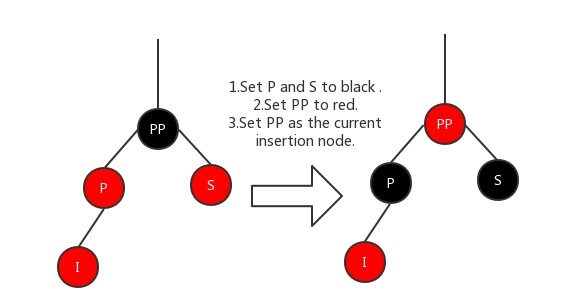 1.Set P and S to black .
2.Set PP to red.
3.Set PP as the current
insertion node.
PP
P
S
I
PP
P
S
I